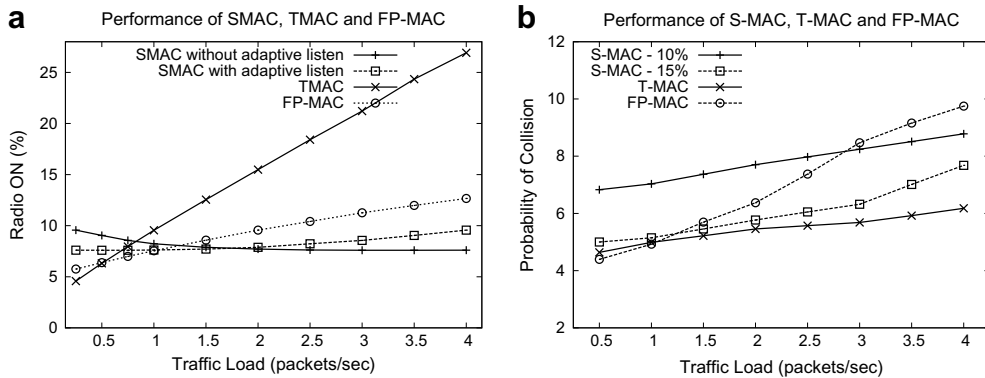 a
Performance of SMAC, TMAC and FP-MAC
SMAC without adaptive listen
SMAC with adaptive listen
TMAC
FP-MAC
Radio ON (%)
25
20
15
10
5
0
0.5 1 1.5 2 2.5 3 3.5 4
Traffic Load (packets/sec)
b
Performance of S-MAC, T-MAC and FP-MAC
S-MAC - 10%
S-MAC - 15%
T-MAC
FP-MAC
Probability of Collision
12
10
8
6
4
2
0.5 1 1.5 2 2.5 3 3.5 4
Traffic Load (packets/sec)